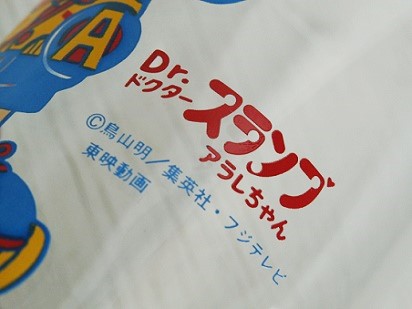 A
Dr.
ドクター
スランプ
アラレちゃん
©鳥山明／集英社・フジテレビ
東映動画